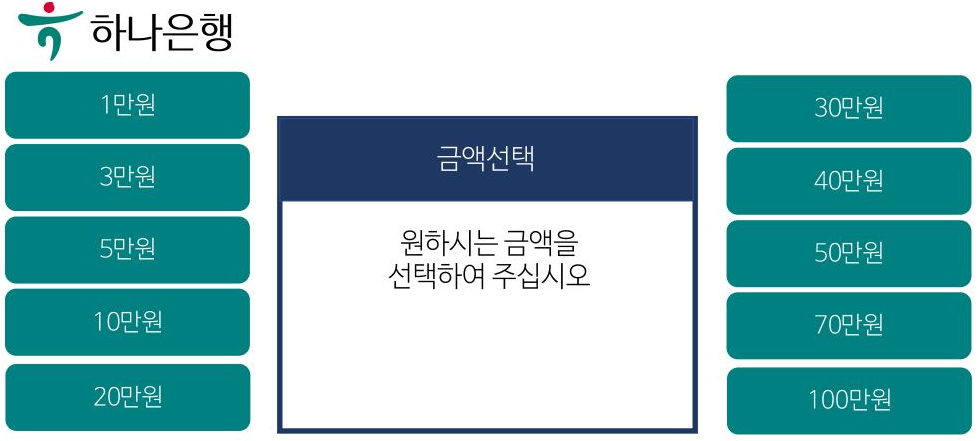 하나은행
1만원
3만원
5만원
10만원
20만원
금액선택
원하시는 금액을
선택하여 주십시오
30만원
40만원
50만원
70만원
100만원